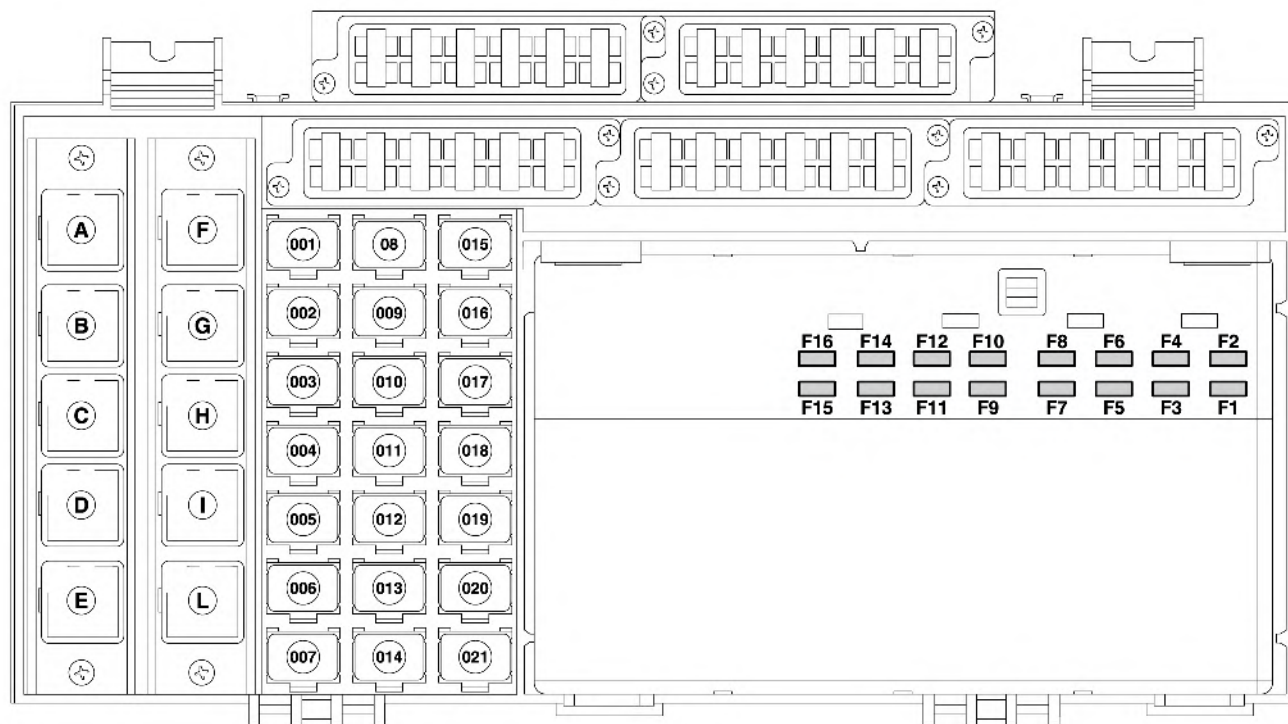 A F
B G
C H
D I
E L
001 08 015
002 009 016
003 010 017
004 011 018
005 012 019
006 013 020
007 014 021
F16 F14 F12 F10 F8 F6 F4 F2
F15 F13 F11 F9 F7 F5 F3 F1